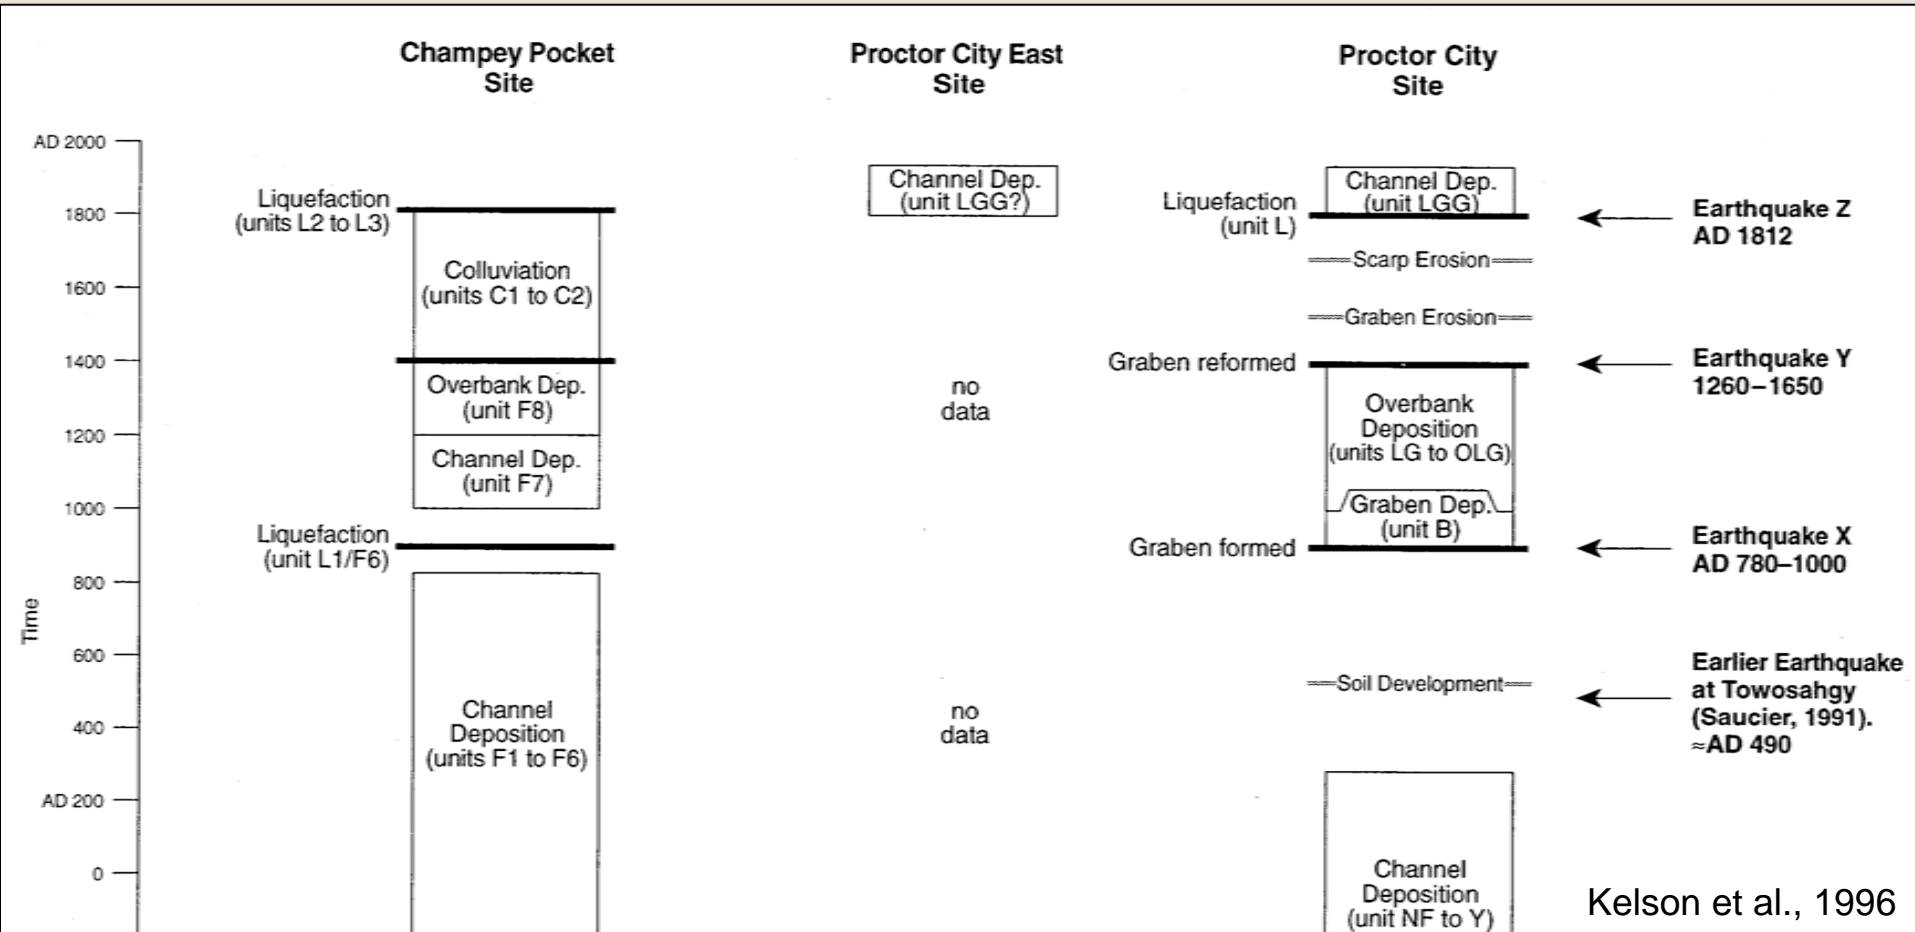 Champey Pocket
Site
Proctor City East
Site
Proctor City
Site
Time
AD 2000
1800
1600
1400
1200
1000
800
600
400
AD 200
0
Liquefaction
(units L2 to L3)
Colluviation
(units C1 to C2)
Overbank Dep.
(unit F8)
Channel Dep.
(unit F7)
Liquefaction
(unit L1/F6)
Channel
Deposition
(units F1 to F6)
Channel Dep.
(unit LGG?)
no
data
no
data
Channel Dep.
(unit LGG)
Liquefaction
(unit L)
Scarp Erosion
Graben Erosion
Graben reformed
Overbank
Deposition
(units LG to OLG)
Graben Dep.
(unit B)
Graben formed
Soil Development
Channel
Deposition
(unit NF to Y)
Earthquake Z
AD 1812
Earthquake Y
1260–1650
Earthquake X
AD 780–1000
Earlier Earthquake
at Towosahgy
(Saucier, 1991).
≈AD 490
Kelson et al., 1996